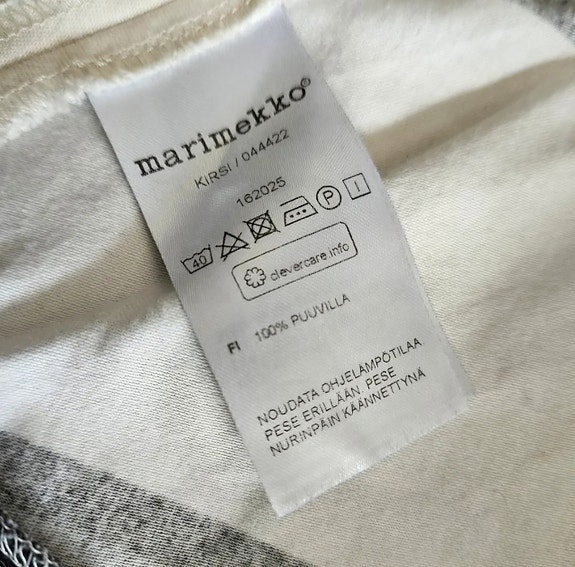 marimekko®
KIRSI / 044422
162025
40 P
clevercare.info
FI 100% PUUVILLA
NOUDATA OHJELÄMPÖTILAA.
PESE ERILLÄÄN. PESE
NURINPÄIN KÄÄNNETTYNÄ